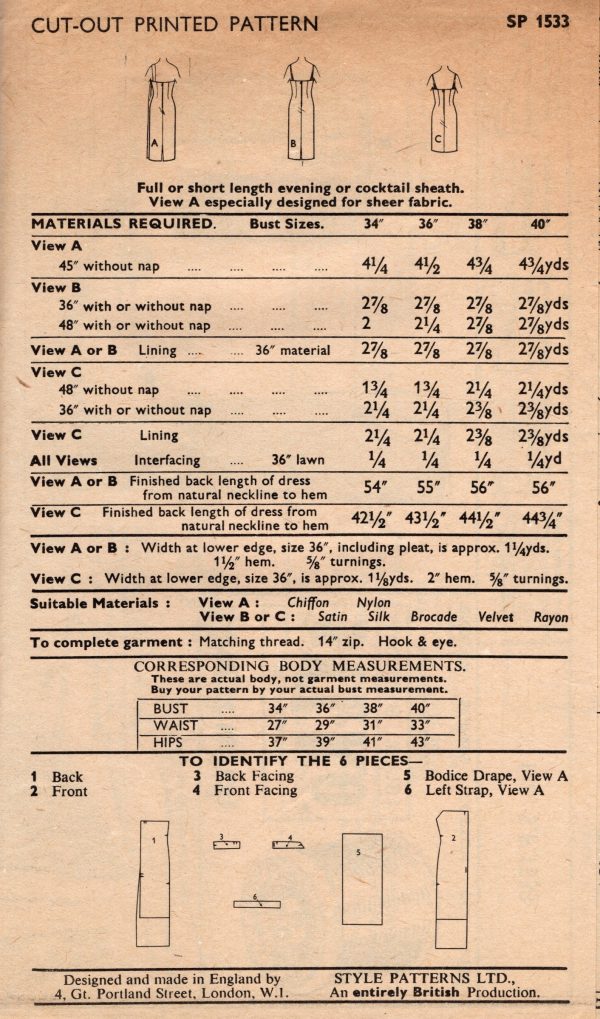 CUT-OUT PRINTED PATTERN SP 1533
A B C
Full or short length evening or cocktail sheath.
View A especially designed for sheer fabric.
MATERIALS REQUIRED. Bust Sizes. 34″ 36″ 38″ 40″
View A
45″ without nap .... .... .... .... 4¼ 4½ 4¾ 4¾yds
View B
36″ with or without nap .... .... .... 2⅞ 2⅞ 2⅞ 2⅞yds
48″ with or without nap .... .... .... 2 2¼ 2⅞ 2⅞yds
View A or B Lining .... .... 36″ material 2⅞ 2⅞ 2⅞ 2⅞yds
View C
48″ without nap .... .... .... .... 1¾ 1¾ 2¼ 2¼yds
36″ with or without nap .... .... .... 2¼ 2¼ 2⅜ 2⅜yds
View C Lining 2¼ 2¼ 2⅜ 2⅜yds
All Views Interfacing .... 36″ lawn ¼ ¼ ¼ ¼yd
View A or B Finished back length of dress
from natural neckline to hem 54″ 55″ 56″ 56″
View C Finished back length of dress from
natural neckline to hem 42½″ 43½″ 44½″ 44¾″
View A or B : Width at lower edge, size 36″, including pleat, is approx. 1¼yds.
1½″ hem. ⅝″ turnings.
View C : Width at lower edge, size 36″, is approx. 1⅛yds. 2″ hem. ⅝″ turnings.
Suitable Materials : View A : Chiffon Nylon
View B or C : Satin Silk Brocade Velvet Rayon
To complete garment : Matching thread. 14″ zip. Hook & eye.
CORRESPONDING BODY MEASUREMENTS.
These are actual body, not garment measurements.
Buy your pattern by your actual bust measurement.
BUST .... 34″ 36″ 38″ 40″
WAIST .... 27″ 29″ 31″ 33″
HIPS .... 37″ 39″ 41″ 43″
TO IDENTIFY THE 6 PIECES—
1 Back 3 Back Facing 5 Bodice Drape, View A
2 Front 4 Front Facing 6 Left Strap, View A
1 3 4 5 2
6
Designed and made in England by STYLE PATTERNS LTD.,
4, Gt. Portland Street, London, W.1. An entirely British Production.